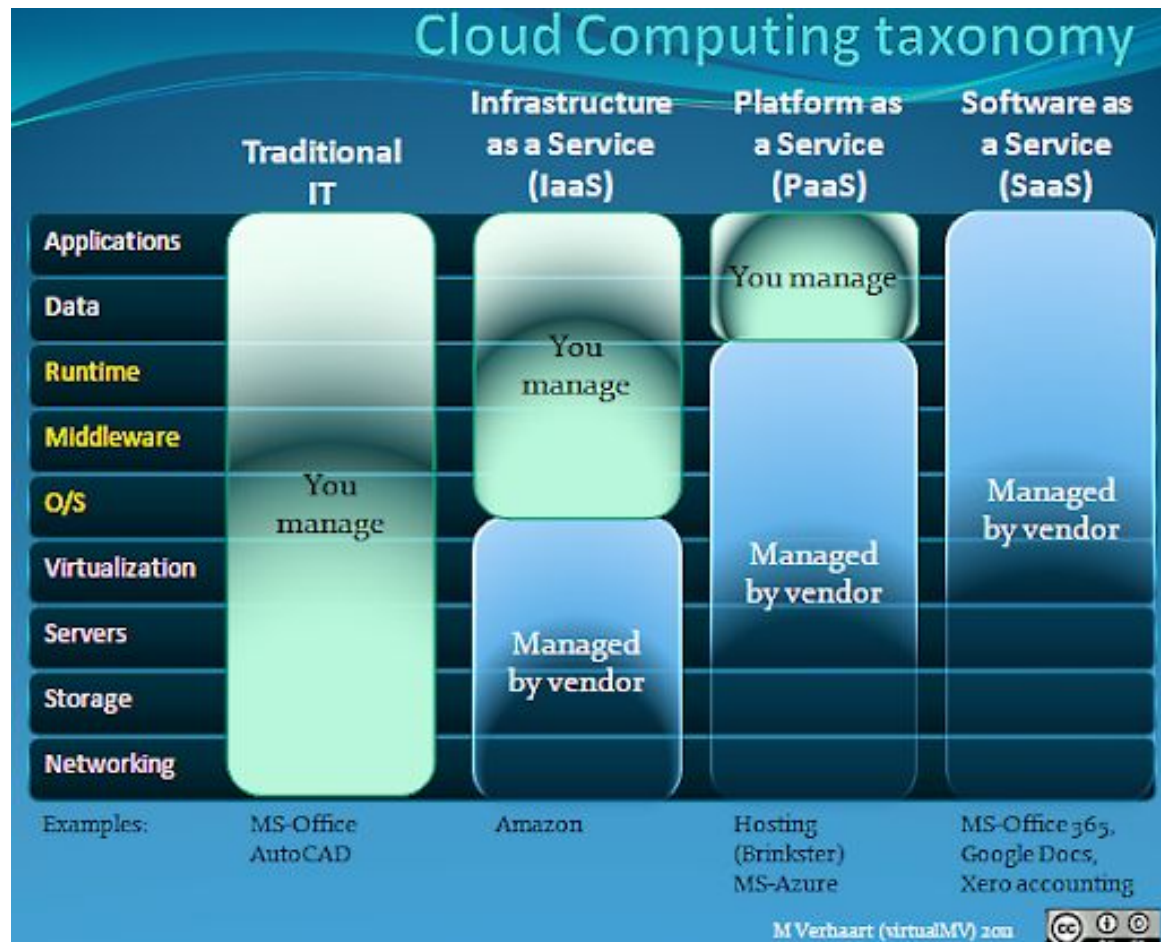 Cloud Computing taxonomy
Traditional
IT
Infrastructure
as a Service
(IaaS)
Platform as
a Service
(PaaS)
Software as
a Service
(SaaS)
Applications
Data
Runtime
Middleware
O/S
Virtualization
Servers
Storage
Networking
You
manage
You
manage
Managed
by vendor
You manage
Managed
by vendor
Managed
by vendor
Examples:
MS-Office
AutoCAD
Amazon
Hosting
(Brinkster)
MS-Azure
MS-Office 365,
Google Docs,
Xero accounting
M Verhaart (virtualMV) 2011
cc